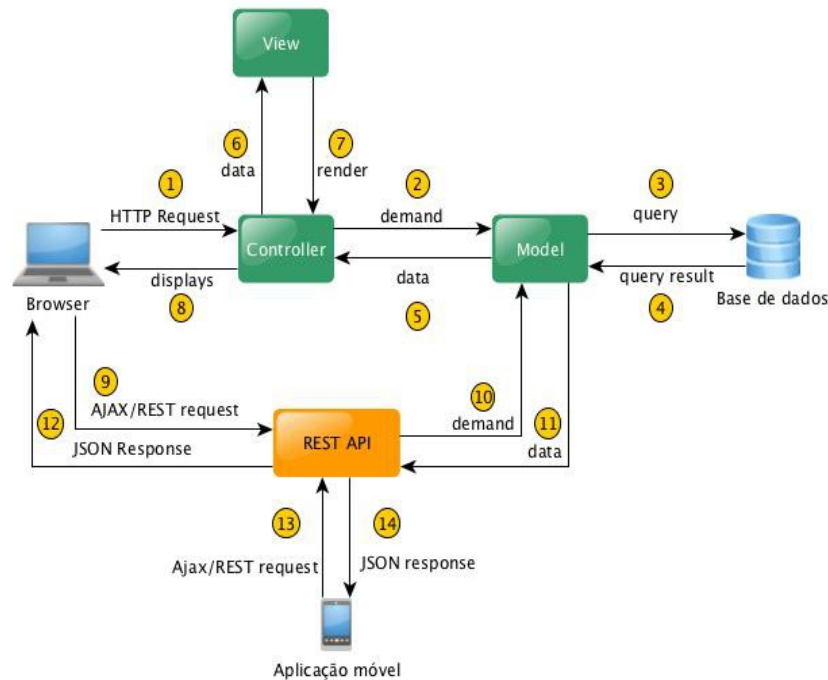 View
6
data
7
render
1
HTTP Request
2
demand
3
query
Controller
Model
displays
8
data
5
query result
4
Browser
Base de dados
9
AJAX/REST request
12
JSON Response
REST API
10
demand
11
data
13
Ajax/REST request
14
JSON response
Aplicação móvel